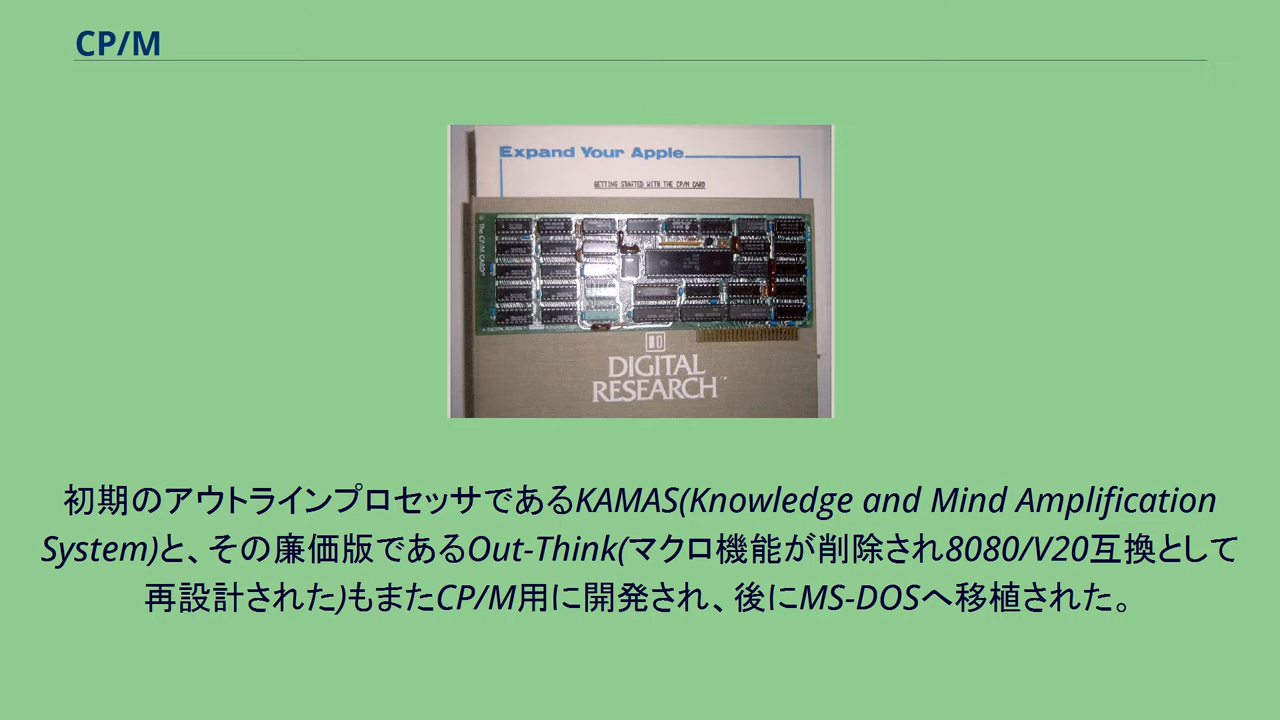 CP/M
Expand Your Apple
GETTING STARTED WITH THE CP/M CARD
The CP/M CARD
© DIGITAL RESEARCH
DIGITAL
RESEARCH™
初期のアウトラインプロセッサであるKAMAS(Knowledge and Mind Amplification
System)と、その廉価版であるOut-Think(マクロ機能が削除され8080/V20互換として
再設計された)もまたCP/M用に開発され、後にMS-DOSへ移植された。